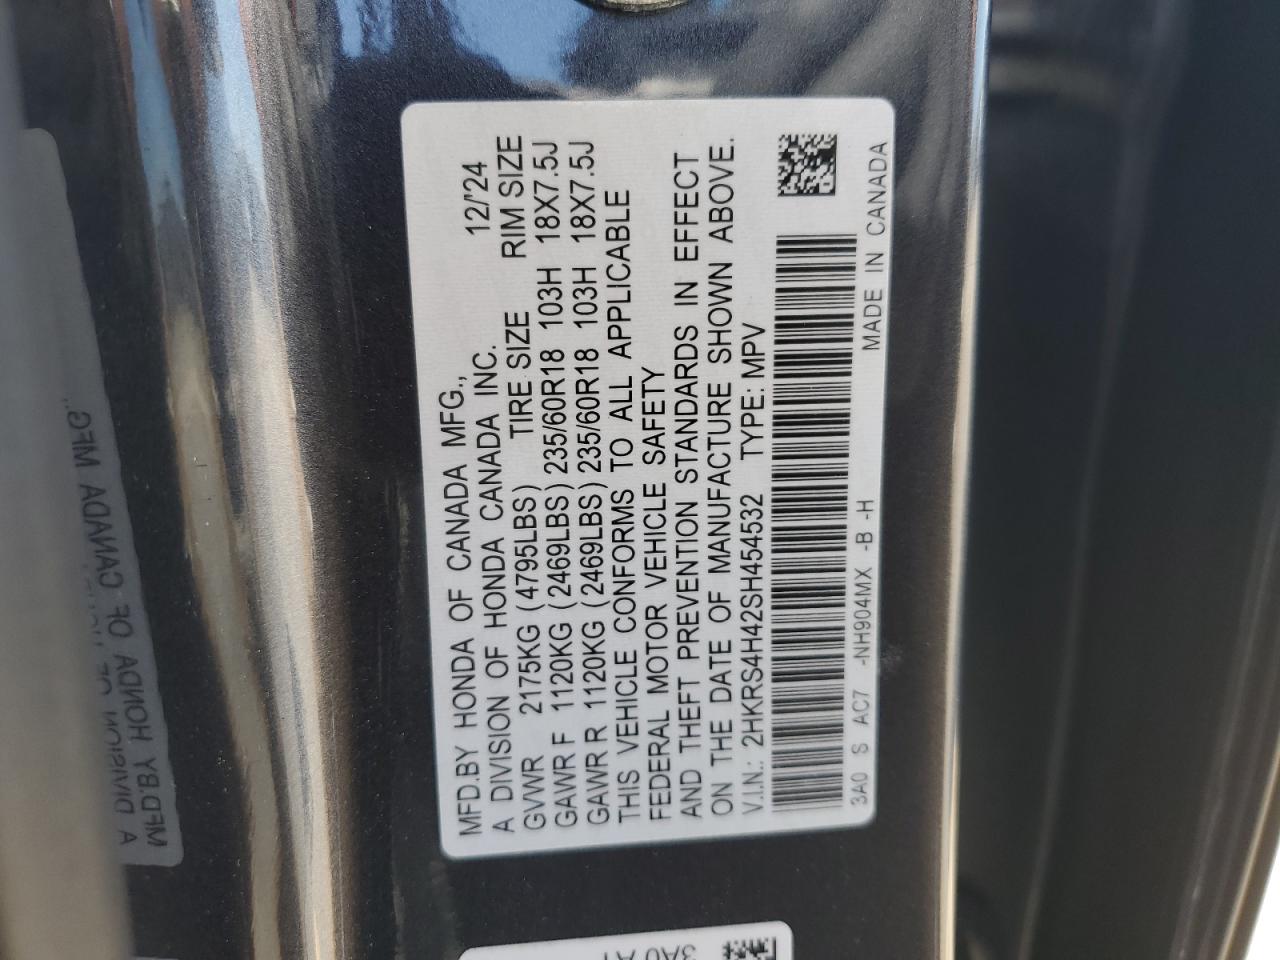 MFD.BY HONDA OF CANADA MFG., 12/'24
A DIVISION OF HONDA CANADA INC.
GVWR 2175KG (4795LBS) TIRE SIZE RIM SIZE
GAWR F 1120KG (2469LBS) 235/60R18 103H 18X7.5J
GAWR R 1120KG (2469LBS) 235/60R18 103H 18X7.5J
THIS VEHICLE CONFORMS TO ALL APPLICABLE
FEDERAL MOTOR VEHICLE SAFETY
AND THEFT PREVENTION STANDARDS IN EFFECT
ON THE DATE OF MANUFACTURE SHOWN ABOVE.
V.I.N.: 2HKRS4H42SH454532 TYPE: MPV
3A0 S AC7 -NH904MX -B -H MADE IN CANADA
MFD.BY HONDA OF CANADA MFG.,
A DIVISION OF
3A0